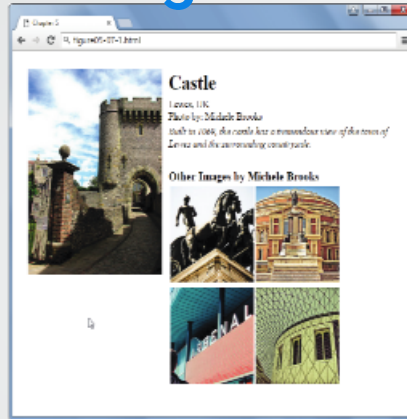 Chapter 5
figure05-07-1.html
Castle
Lewes, UK
Photo by: Michele Brooks
Built in 1069, the castle has a tremendous view of the town of
Lewes and the surrounding countryside.
Other Images by Michele Brooks
ARSENAL